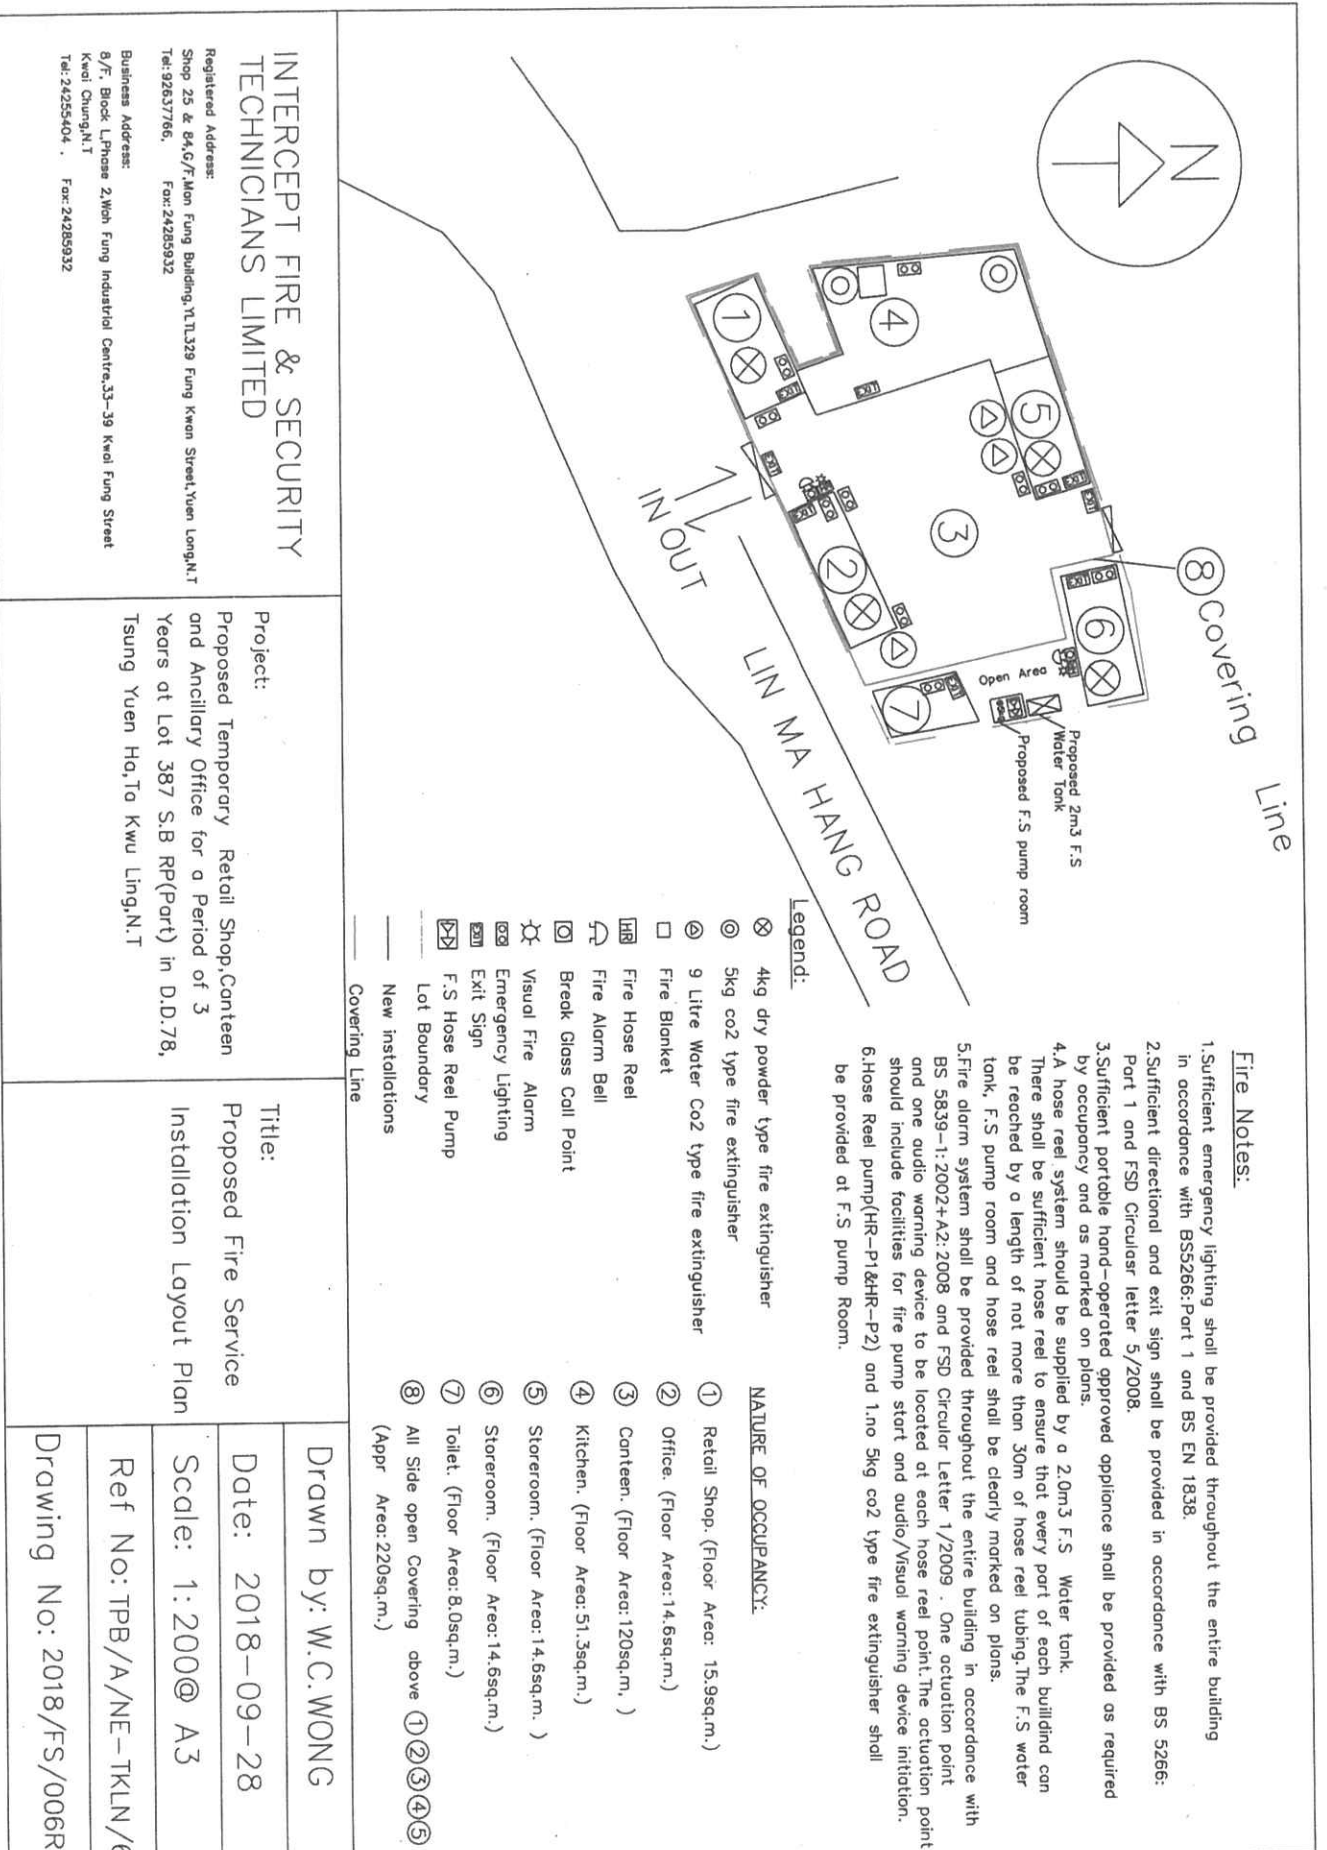 N
⑧Covering Line
①
②
③
④
⑤
⑥
⑦
Open Area
Proposed 2m3 F.S
Water Tank
Proposed F.S pump room
IN OUT
LIN MA HANG ROAD
Fire Notes:
1.Sufficient emergency lighting shall be provided throughout the entire building
in accordance with BS5266:Part 1 and BS EN 1838.
2.Sufficient directional and exit sign shall be provided in accordance with BS 5266:
Part 1 and FSD Circulasr letter 5/2008.
3.Sufficient portable hand-operated approved appliance shall be provided as required
by occupancy and as marked on plans.
4.A hose reel system should be supplied by a 2.0m3 F.S Water tank.
There shall be sufficient hose reel to ensure that every part of each buildind can
be reached by a length of not more than 30m of hose reel tubing.The F.S water
tank, F.S pump room and hose reel shall be clearly marked on plans.
5.Fire alarm system shall be provided throughout the entire building in accordance with
BS 5839-1:2002+A2:2008 and FSD Circular Letter 1/2009 . One actuation point
and one audio warning device to be located at each hose reel point.The actuation point
should include facilities for fire pump start and audio/Visual warning device initiation.
6.Hose Reel pump(HR-P1&HR-P2) and 1.no 5kg co2 type fire extinguisher shall
be provided at F.S pump Room.
Legend:
4kg dry powder type fire extinguisher
5kg co2 type fire extinguisher
9 Litre Water Co2 type fire extinguisher
Fire Blanket
HR Fire Hose Reel
Fire Alarm Bell
Break Glass Call Point
Visual Fire Alarm
Emergency Lighting
EXIT Exit Sign
F.S Hose Reel Pump
Lot Boundary
New installations
Covering Line
NATURE OF OCCUPANCY:
① Retail Shop. (Floor Area: 15.9sq.m.)
② Office. (Floor Area:14.6sq.m.)
③ Canteen. (Floor Area:120sq.m, )
④ Kitchen. (Floor Area:51.3sq.m.)
⑤ Storeroom. (Floor Area:14.6sq.m. )
⑥ Storeroom. (Floor Area:14.6sq.m.)
⑦ Toilet. (Floor Area:8.0sq.m.)
⑧ All Side open Covering above ①②③④⑤
(Appr Area:220sq.m.)
INTERCEPT FIRE & SECURITY
TECHNICIANS LIMITED
Registered Address:
Shop 25 & 84,G/F,Man Fung Building,YLTL329 Fung Kwan Street,Yuen Long,N.T
Tel: 92637766, Fax: 24285932
Business Address:
8/F, Block L,Phase 2,Wah Fung Industrial Centre,33-39 Kwai Fung Street
Kwai Chung,N.T
Tel: 24255404 , Fax: 24285932
Project:
Proposed Temporary Retail Shop,Canteen
and Ancillary Office for a Period of 3
Years at Lot 387 S.B RP(Part) in D.D.78,
Tsung Yuen Ha,Ta Kwu Ling,N.T
Title:
Proposed Fire Service
Installation Layout Plan
Drawn by: W.C.WONG
Date: 2018-09-28
Scale: 1:200@ A3
Ref No: TPB/A/NE-TKLN/
Drawing No: 2018/FS/006R